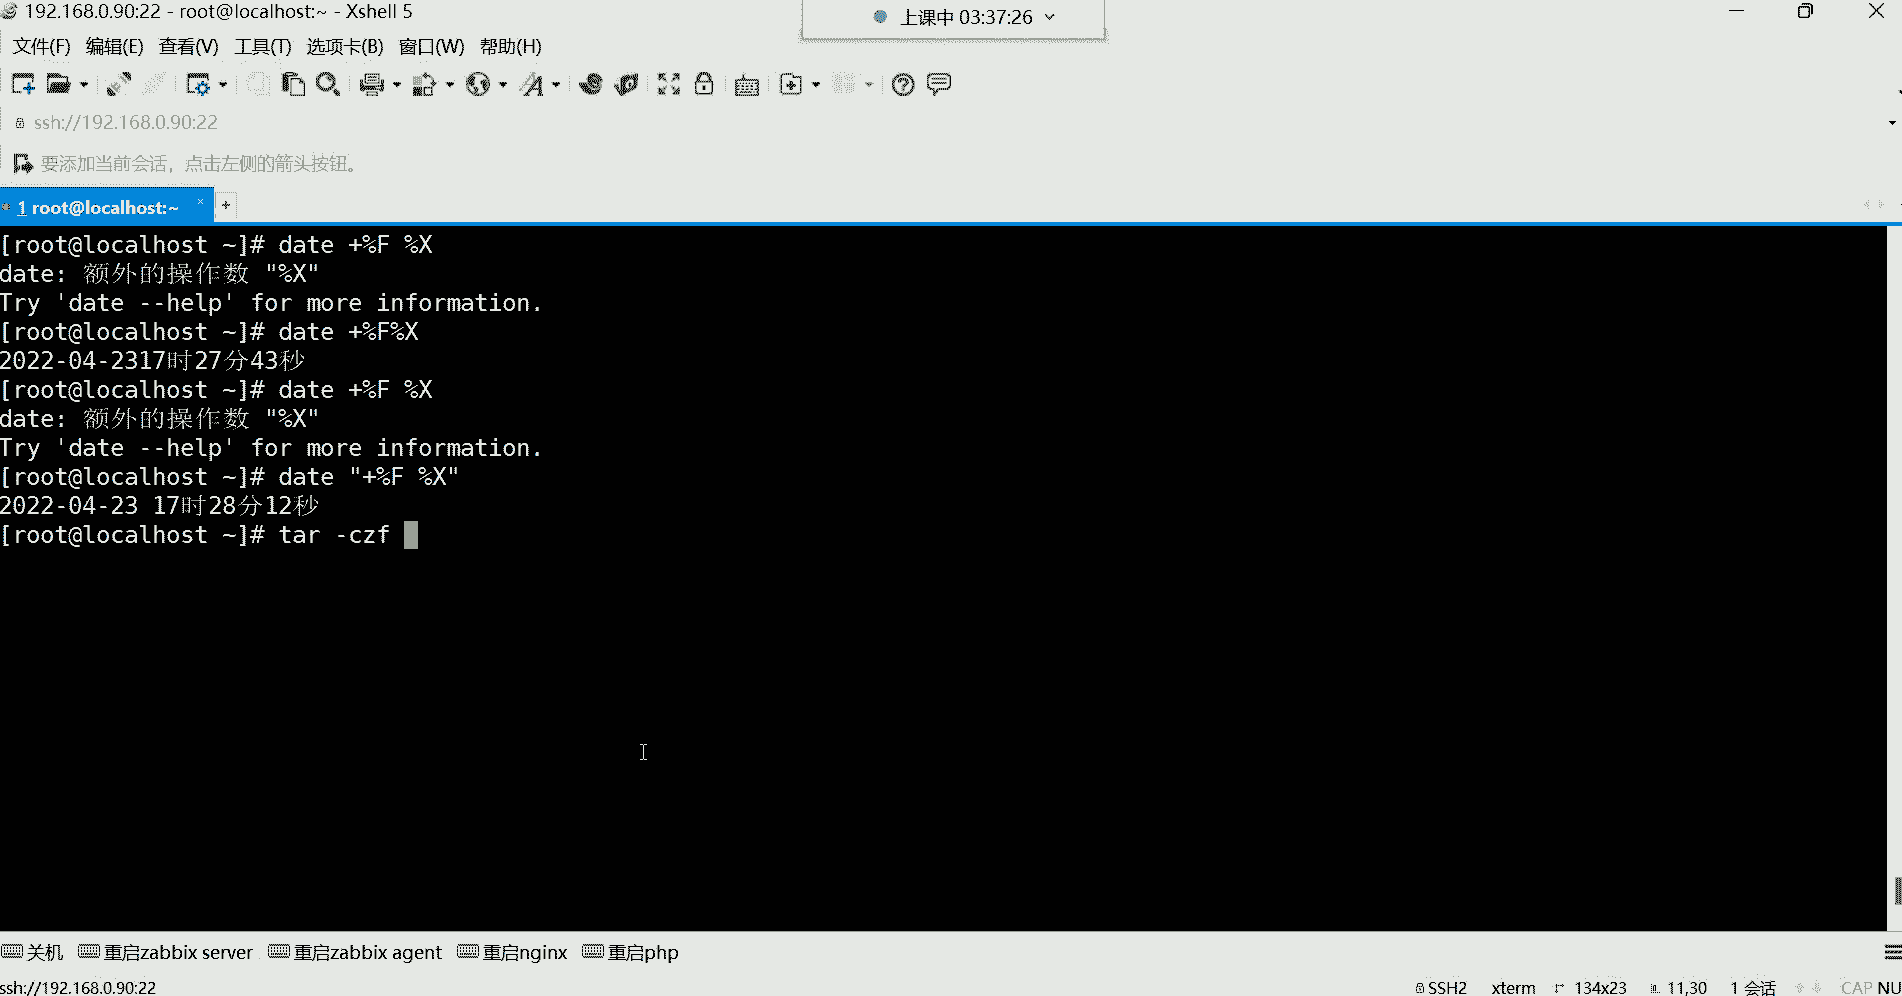 192.168.0.90:22 - root@localhost:~ - Xshell 5
上课中 03:37:26
文件(F) 编辑(E) 查看(V) 工具(T) 选项卡(B) 窗口(W) 帮助(H)
ssh://192.168.0.90:22
要添加当前会话，点击左侧的箭头按钮。
1 root@localhost:~
[root@localhost ~]# date +%F %X
date: 额外的操作数 "%X"
Try 'date --help' for more information.
[root@localhost ~]# date +%F%X
2022-04-2317时27分43秒
[root@localhost ~]# date +%F %X
date: 额外的操作数 "%X"
Try 'date --help' for more information.
[root@localhost ~]# date "+%F %X"
2022-04-23 17时28分12秒
[root@localhost ~]# tar -czf
关机 重启zabbix server 重启zabbix agent 重启nginx 重启php
ssh://192.168.0.90:22 SSH2 xterm 134x23 11,30 1 会话 CAP NU